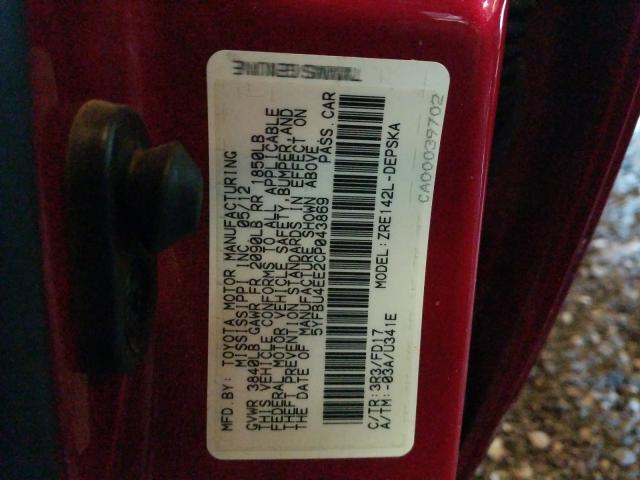 MFD.BY: TOYOTA MOTOR MANUFACTURING
MISSISSIPPI INC. 05/12
GVWR 3840LB GAWR FR 2090LB RR 1850LB
THIS VEHICLE CONFORMS TO ALL APPLICABLE
FEDERAL MOTOR VEHICLE SAFETY, BUMPER, AND
THEFT PREVENTION STANDARDS IN EFFECT ON
THE DATE OF MANUFACTURE SHOWN ABOVE
5YFBU4EE2CP043869 PASS.CAR
C/TR: 3R3/FD17 MODEL: ZRE142L-DEPSKA
A/TM: -03A/U341E
CA00039702